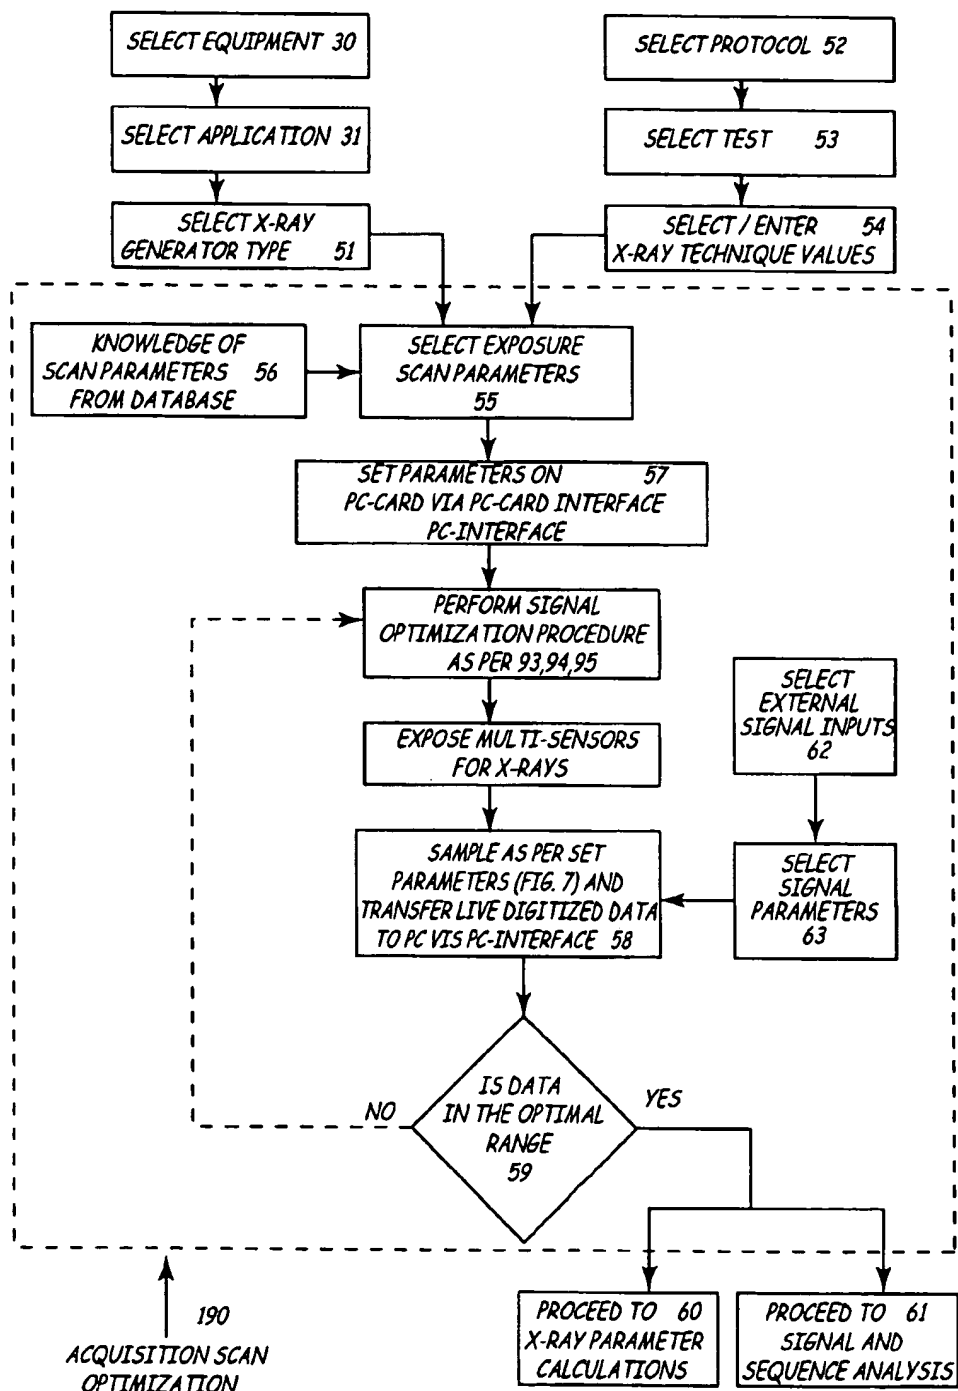 SELECT EQUIPMENT 30
SELECT APPLICATION 31
SELECT X-RAY
GENERATOR TYPE 51
SELECT PROTOCOL 52
SELECT TEST 53
SELECT / ENTER 54
X-RAY TECHNIQUE VALUES
KNOWLEDGE OF
SCAN PARAMETERS 56
FROM DATABASE
SELECT EXPOSURE
SCAN PARAMETERS
55
SET PARAMETERS ON 57
PC-CARD VIA PC-CARD INTERFACE
PC-INTERFACE
PERFORM SIGNAL
OPTIMIZATION PROCEDURE
AS PER 93,94,95
EXPOSE MULTI-SENSORS
FOR X-RAYS
SELECT
EXTERNAL
SIGNAL INPUTS
62
SELECT
SIGNAL
PARAMETERS
63
SAMPLE AS PER SET
PARAMETERS (FIG. 7) AND
TRANSFER LIVE DIGITIZED DATA
TO PC VIS PC-INTERFACE 58
IS DATA
IN THE OPTIMAL
RANGE
59
NO
YES
PROCEED TO 60
X-RAY PARAMETER
CALCULATIONS
PROCEED TO 61
SIGNAL AND
SEQUENCE ANALYSIS
190
ACQUISITION SCAN
OPTIMIZATION